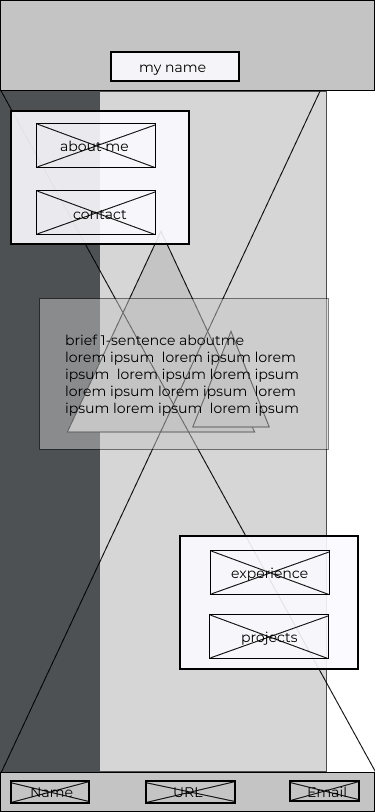 my name
about me
contact
brief 1-sentence aboutme
lorem ipsum lorem ipsum lorem
ipsum lorem ipsum lorem ipsum
lorem ipsum lorem ipsum lorem
ipsum lorem ipsum lorem ipsum
experience
projects
Name
URL
Email